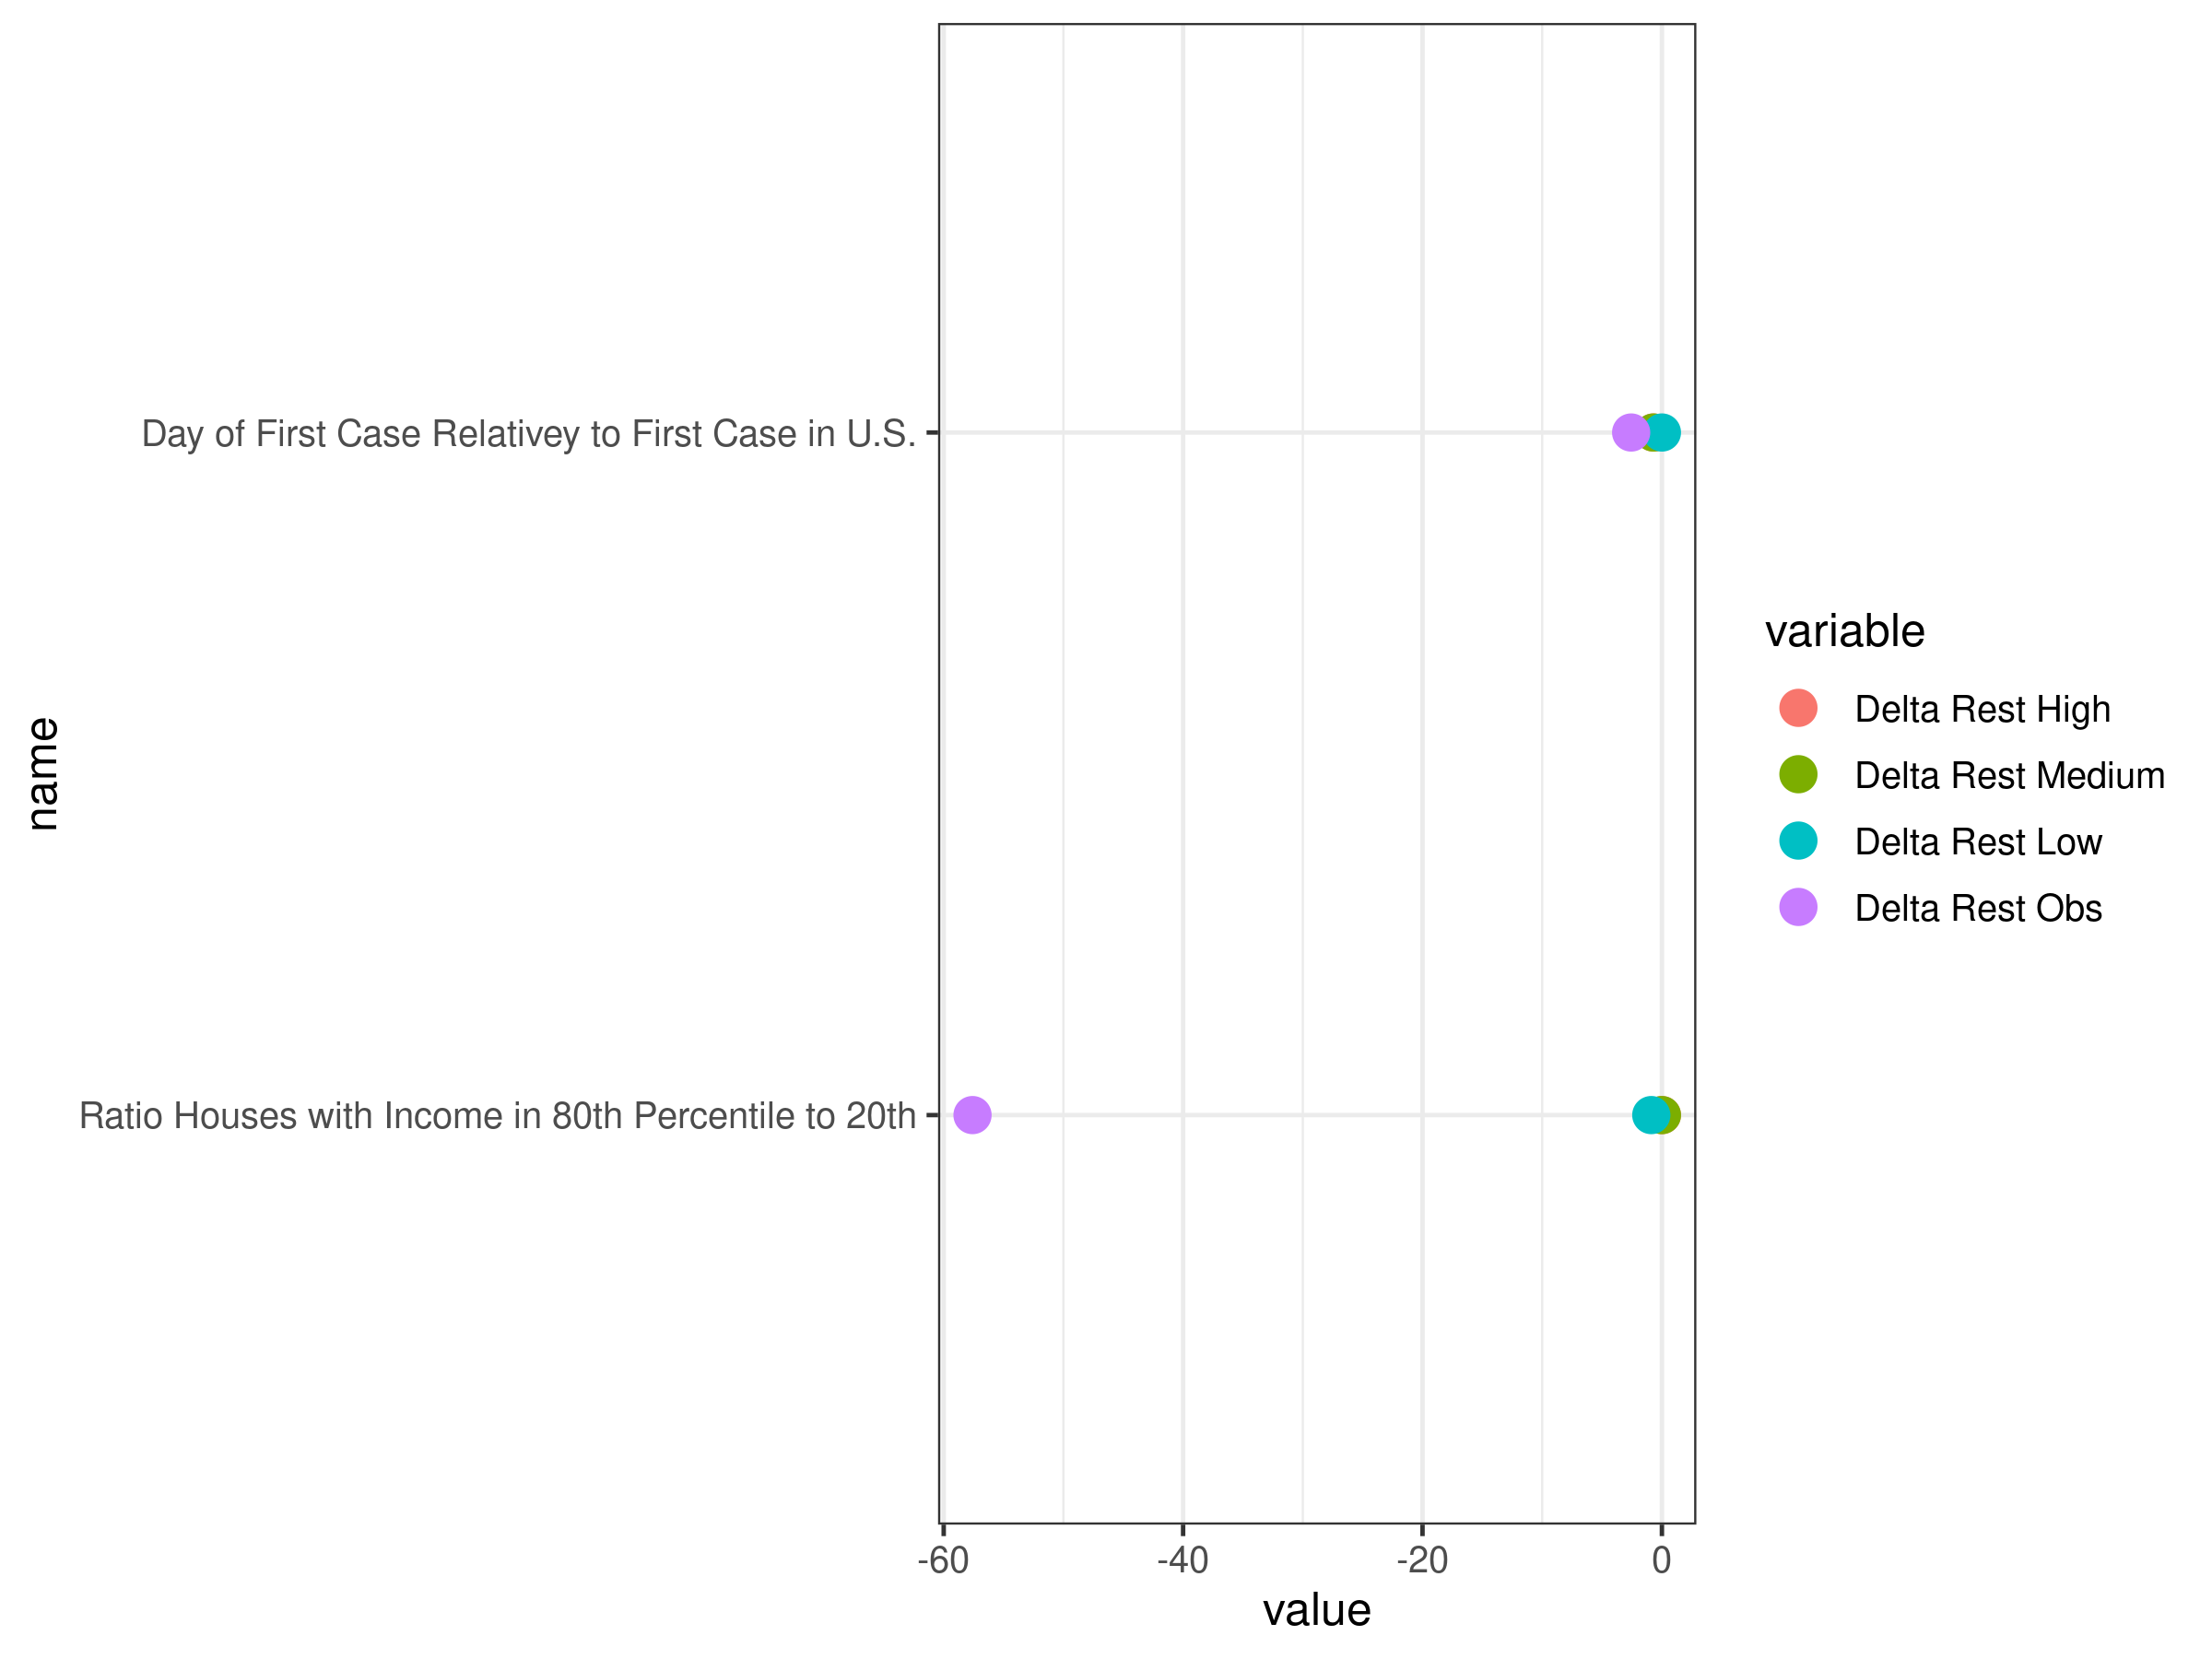 Day of First Case Relativey to First Case in U.S.
Ratio Houses with Income in 80th Percentile to 20th
name
-60
-40
-20
0
value
variable
Delta Rest High
Delta Rest Medium
Delta Rest Low
Delta Rest Obs